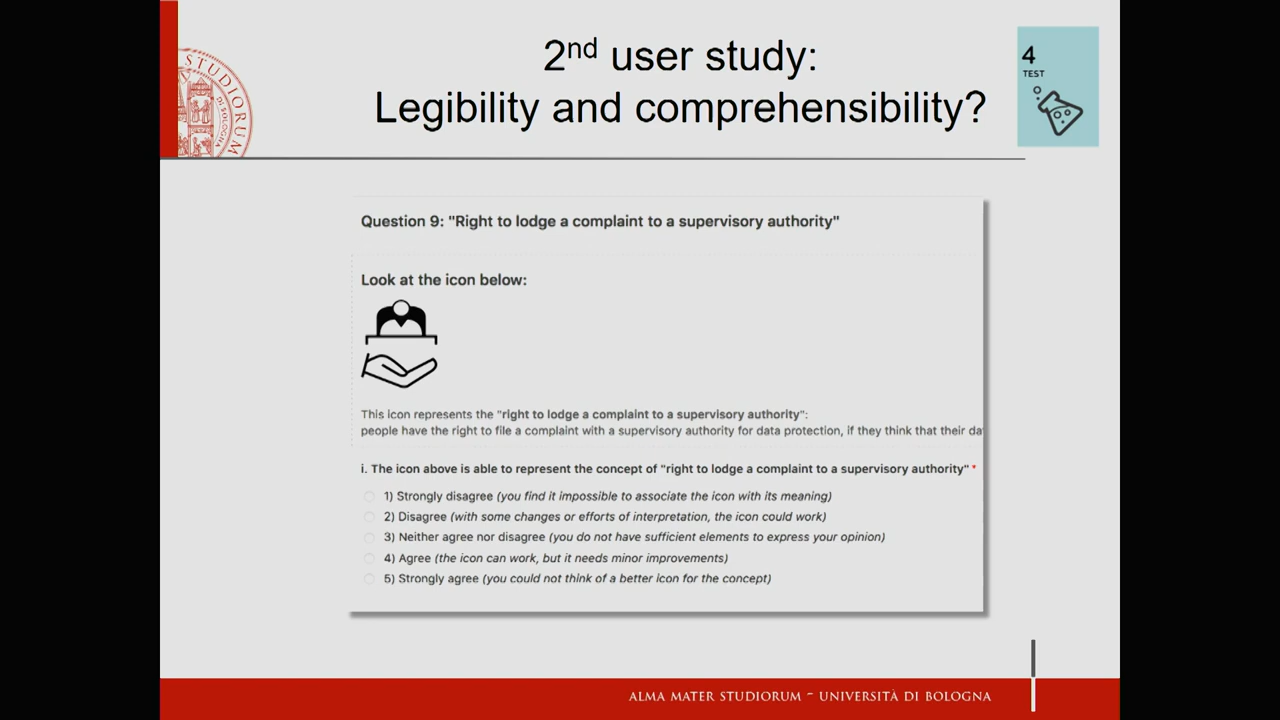 2nd user study:
Legibility and comprehensibility?
4
TEST
STUDIORUM
DI BOLOGNA
Question 9: "Right to lodge a complaint to a supervisory authority"
Look at the icon below:
This icon represents the "right to lodge a complaint to a supervisory authority":
people have the right to file a complaint with a supervisory authority for data protection, if they think that their da
i. The icon above is able to represent the concept of "right to lodge a complaint to a supervisory authority" *
1) Strongly disagree (you find it impossible to associate the icon with its meaning)
2) Disagree (with some changes or efforts of interpretation, the icon could work)
3) Neither agree nor disagree (you do not have sufficient elements to express your opinion)
4) Agree (the icon can work, but it needs minor improvements)
5) Strongly agree (you could not think of a better icon for the concept)
ALMA MATER STUDIORUM - UNIVERSITÀ DI BOLOGNA